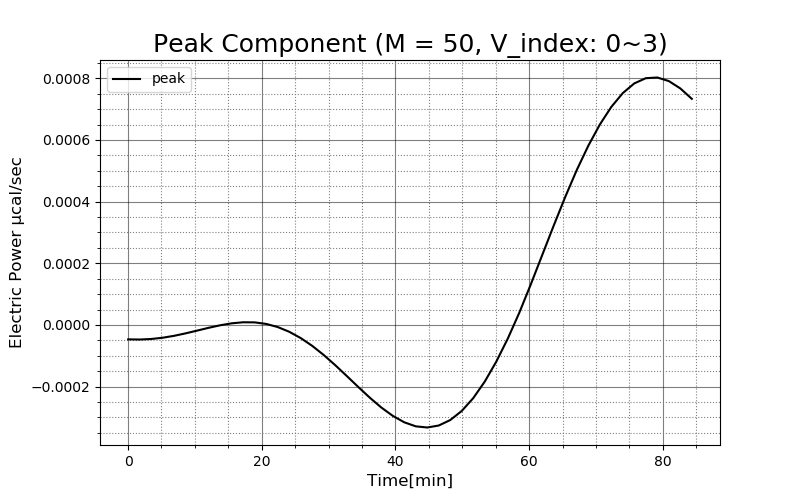 Peak Component (M = 50, V_index: 0~3)
peak
0.0008
0.0006
0.0004
0.0002
0.0000
−0.0002
Electric Power μcal/sec
0 20 40 60 80
Time[min]